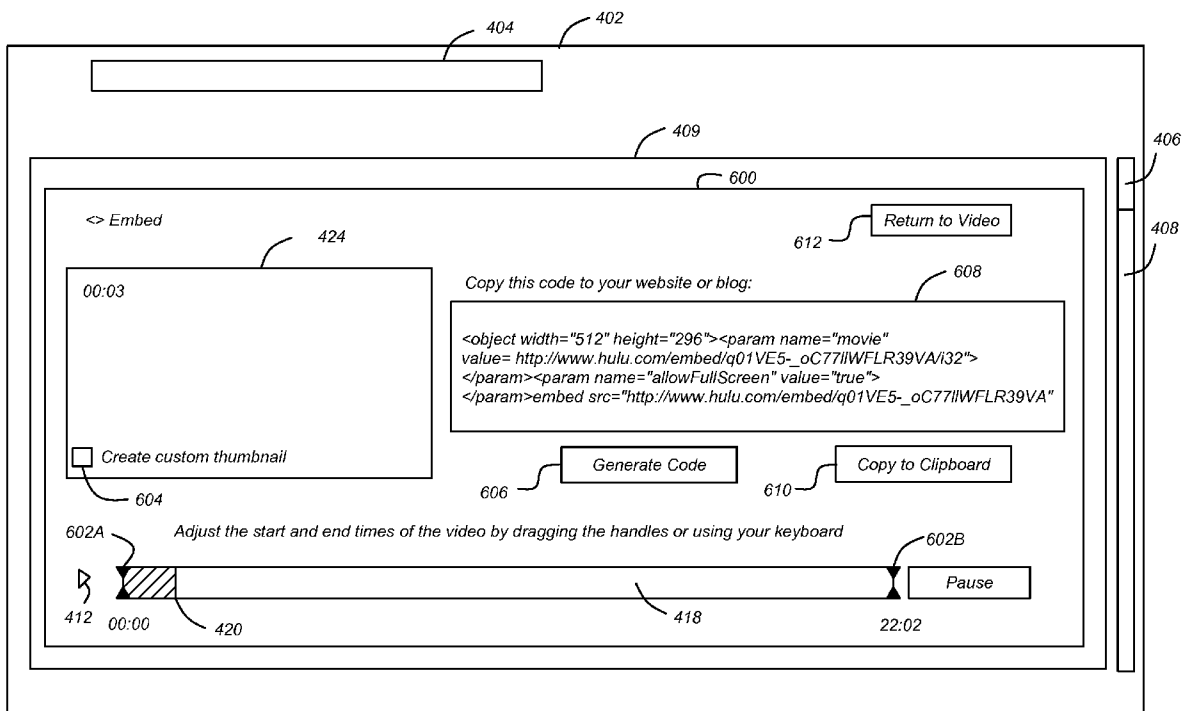 404
402
409
406
600
<> Embed
Return to Video
612
408
424
00:03
Copy this code to your website or blog:
608
<object width="512" height="296"><param name="movie"
value= http://www.hulu.com/embed/q01VE5-_oC77llWFLR39VA/i32">
</param><param name="allowFullScreen" value="true">
</param>embed src="http://www.hulu.com/embed/q01VE5-_oC77llWFLR39VA"
Create custom thumbnail
Generate Code
Copy to Clipboard
604
606
610
Adjust the start and end times of the video by dragging the handles or using your keyboard
602A
602B
Pause
412
00:00
420
418
22:02